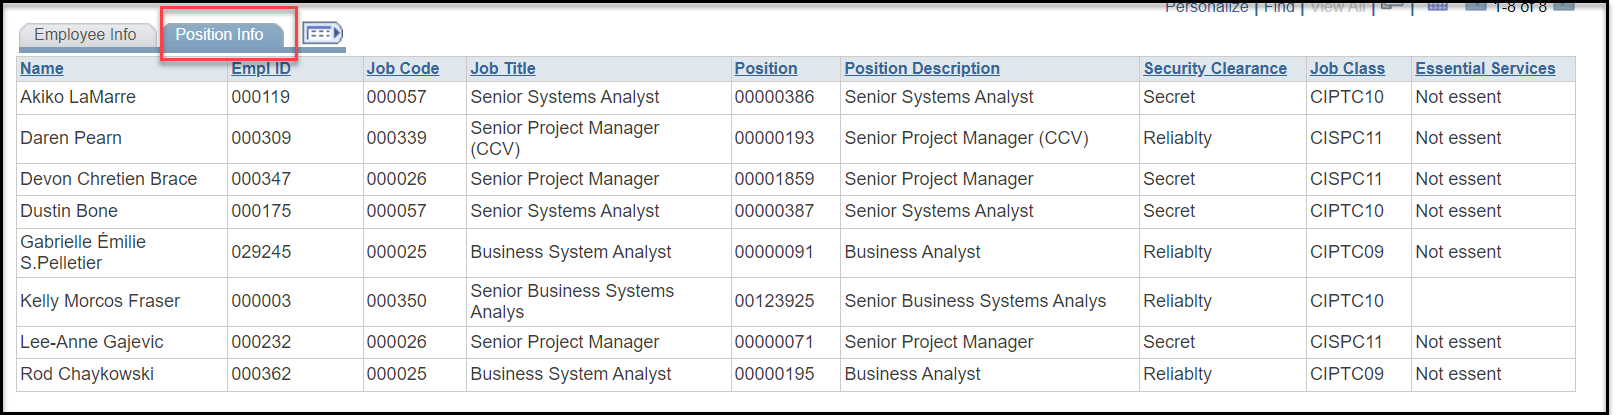 Personalize | Find | View All | 1-8 of 8
Employee Info Position Info
Name Empl ID Job Code Job Title Position Position Description Security Clearance Job Class Essential Services
Akiko LaMarre 000119 000057 Senior Systems Analyst 00000386 Senior Systems Analyst Secret CIPTC10 Not essent
Daren Pearn 000309 000339 Senior Project Manager (CCV) 00000193 Senior Project Manager (CCV) Reliablty CISPC11 Not essent
Devon Chretien Brace 000347 000026 Senior Project Manager 00001859 Senior Project Manager Secret CISPC11 Not essent
Dustin Bone 000175 000057 Senior Systems Analyst 00000387 Senior Systems Analyst Secret CIPTC10 Not essent
Gabrielle Émilie S.Pelletier 029245 000025 Business System Analyst 00000091 Business Analyst Reliablty CIPTC09 Not essent
Kelly Morcos Fraser 000003 000350 Senior Business Systems Analys 00123925 Senior Business Systems Analys Reliablty CIPTC10
Lee-Anne Gajevic 000232 000026 Senior Project Manager 00000071 Senior Project Manager Secret CISPC11 Not essent
Rod Chaykowski 000362 000025 Business System Analyst 00000195 Business Analyst Reliablty CIPTC09 Not essent